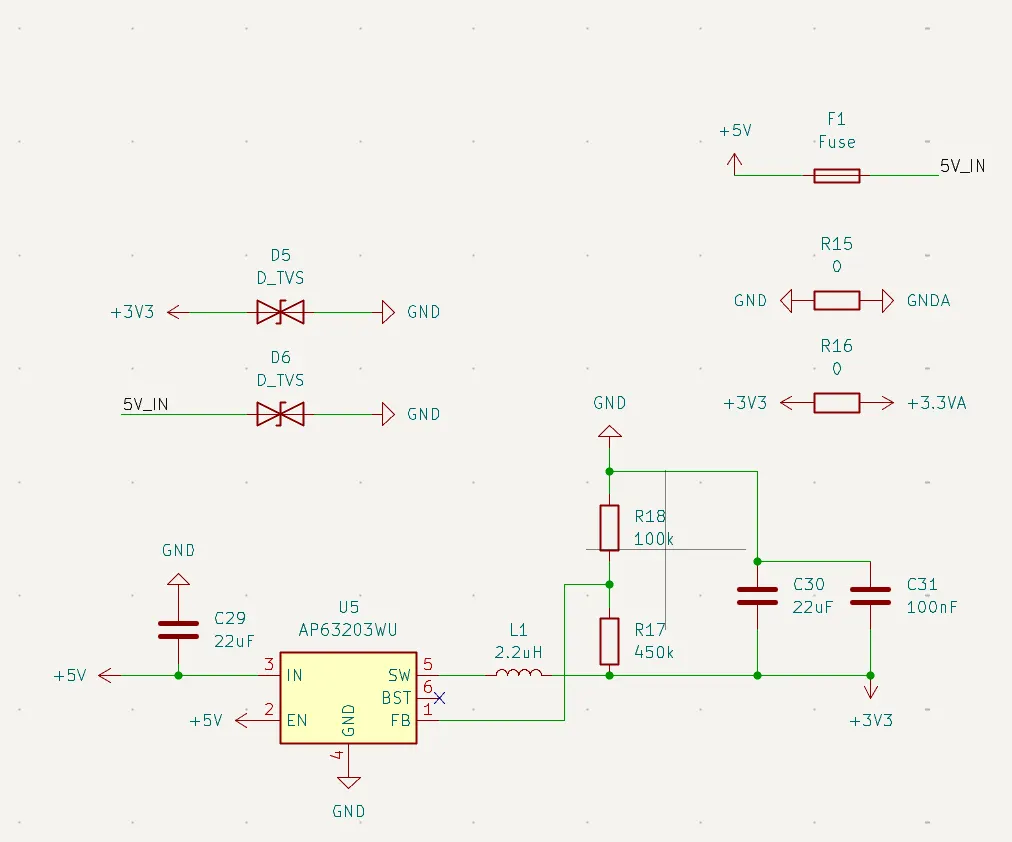 F1
Fuse
+5V
5V_IN
R15
0
GND
GNDA
R16
0
+3V3
+3.3VA
D5
D_TVS
+3V3
GND
D6
D_TVS
5V_IN
GND
GND
R18
100k
R17
450k
C30
22uF
C31
100nF
+3V3
GND
C29
22uF
+5V
U5
AP63203WU
3
IN
2
EN
+5V
SW
5
BST
6
FB
1
GND
4
GND
L1
2.2uH